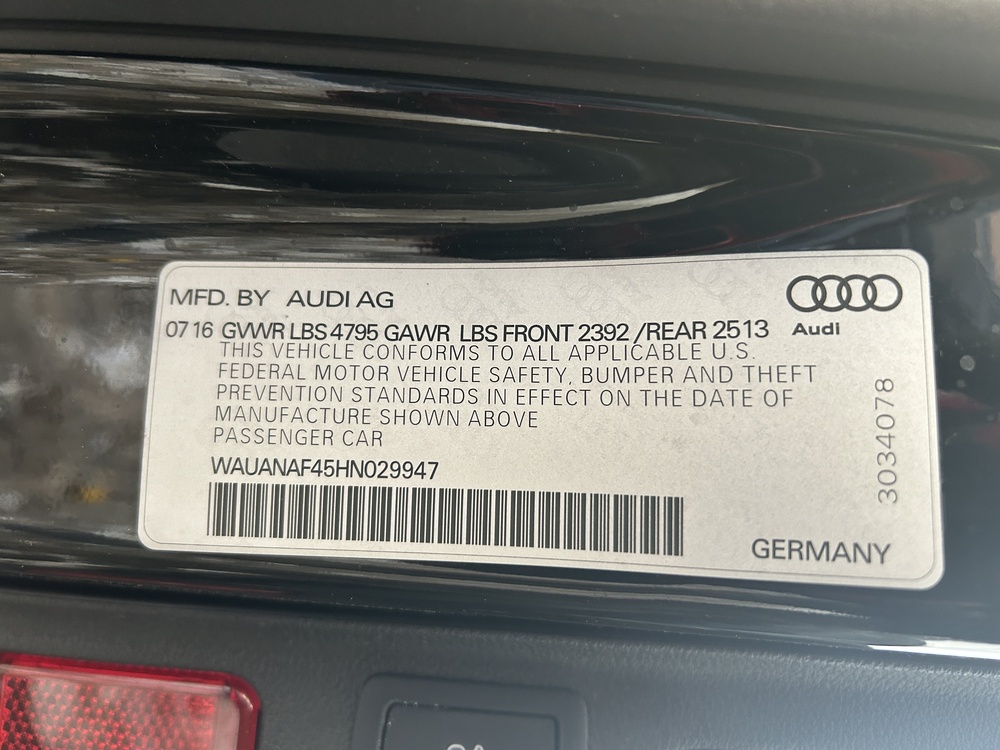 MFD. BY AUDI AG
07 16 GVWR LBS 4795 GAWR LBS FRONT 2392 /REAR 2513
Audi
THIS VEHICLE CONFORMS TO ALL APPLICABLE U.S.
FEDERAL MOTOR VEHICLE SAFETY, BUMPER AND THEFT
PREVENTION STANDARDS IN EFFECT ON THE DATE OF
MANUFACTURE SHOWN ABOVE
PASSENGER CAR
WAUANAF45HN029947
3034078
GERMANY